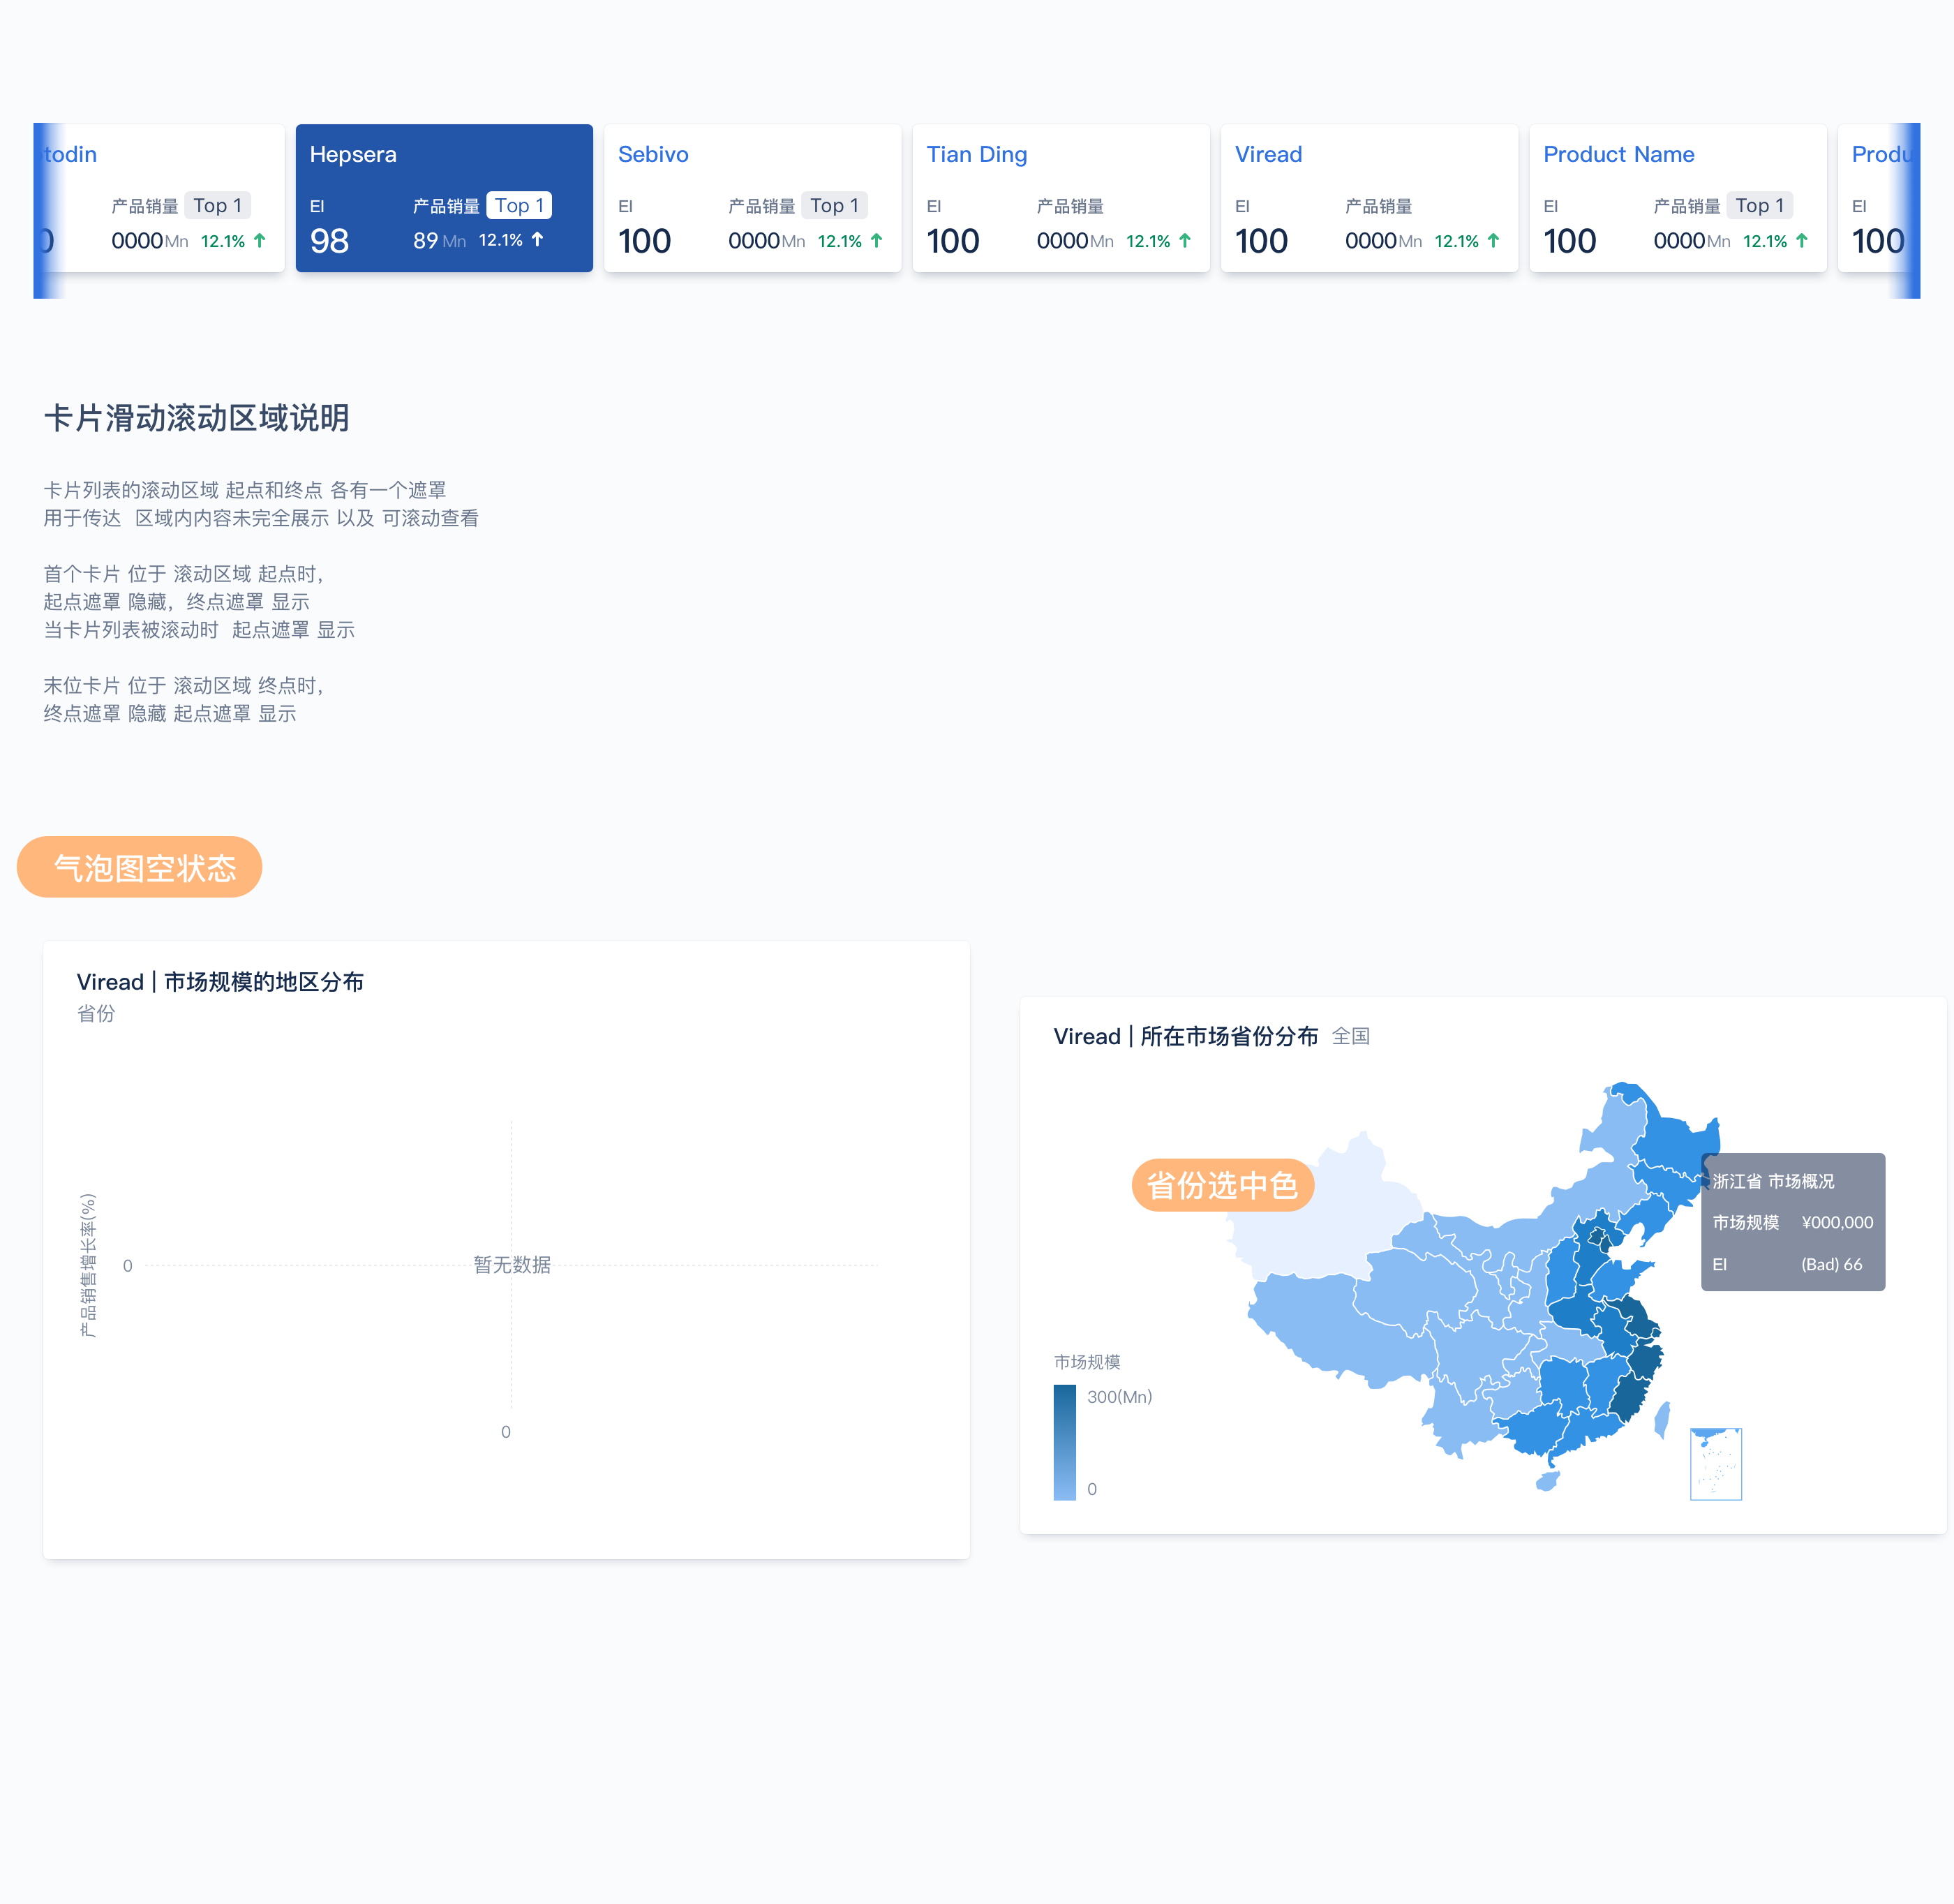 todin
产品销量 Top 1
0 0000 Mn 12.1%
Hepsera
EI 产品销量 Top 1
98 89 Mn 12.1%
Sebivo
EI 产品销量 Top 1
100 0000 Mn 12.1%
Tian Ding
EI 产品销量
100 0000 Mn 12.1%
Viread
EI 产品销量
100 0000 Mn 12.1%
Product Name
EI 产品销量 Top 1
100 0000 Mn 12.1%
Produ
EI
100
卡片滑动滚动区域说明
卡片列表的滚动区域 起点和终点 各有一个遮罩
用于传达 区域内内容未完全展示 以及 可滚动查看
首个卡片 位于 滚动区域 起点时，
起点遮罩 隐藏，终点遮罩 显示
当卡片列表被滚动时 起点遮罩 显示
末位卡片 位于 滚动区域 终点时，
终点遮罩 隐藏 起点遮罩 显示
气泡图空状态
Viread | 市场规模的地区分布
省份
产品销售增长率(%)
0
暂无数据
0
Viread | 所在市场省份分布 全国
省份选中色
浙江省 市场概况
市场规模 ¥000,000
EI (Bad) 66
市场规模
300(Mn)
0